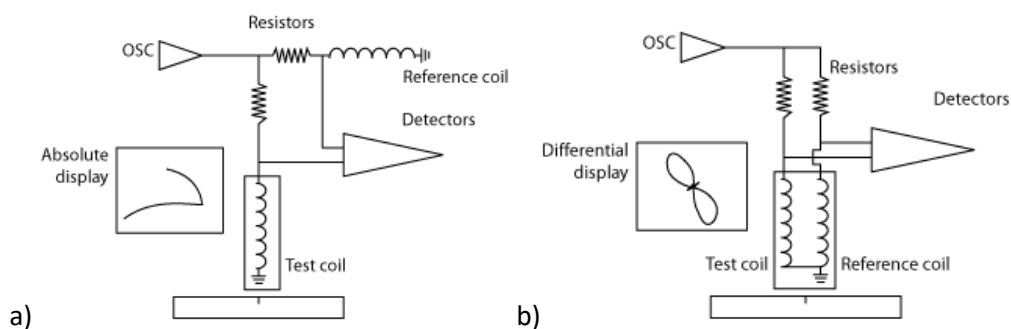 Resistors
OSC
Reference coil
Detectors
Absolute
display
Test coil
a)
OSC
Resistors
Detectors
Differential
display
Test coil
Reference coil
b)